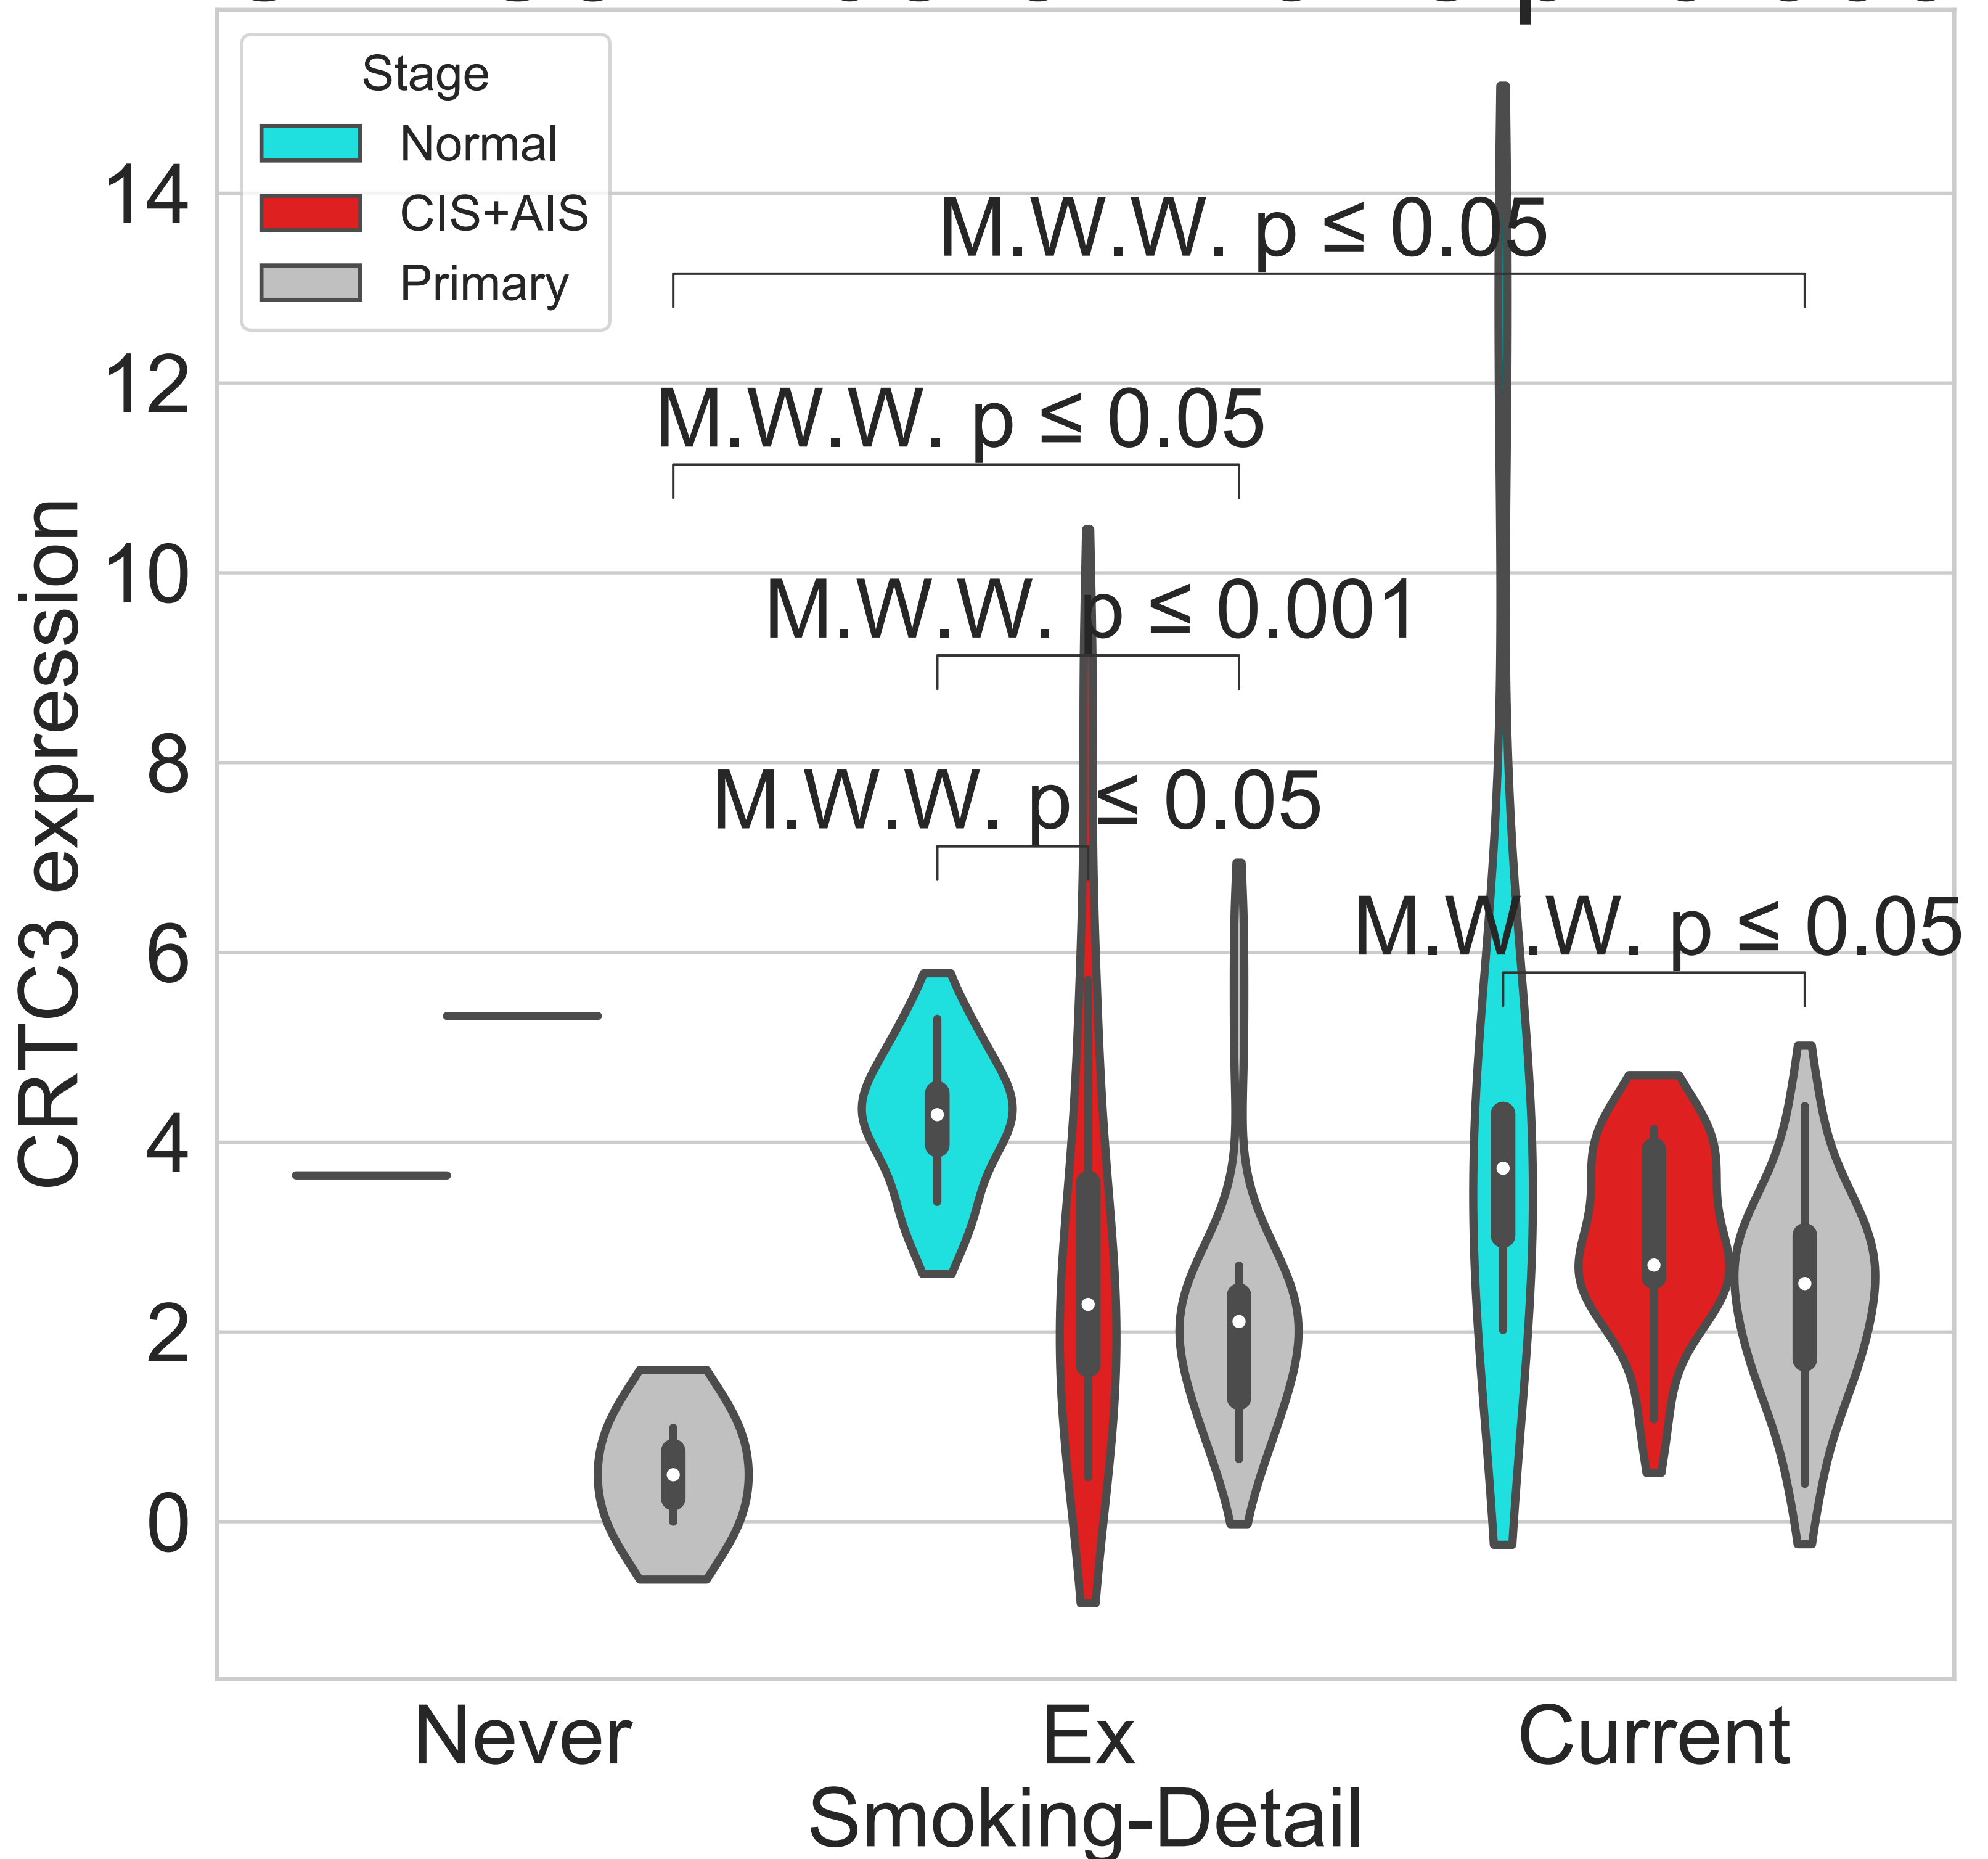 Stage
Normal
CIS+AIS
Primary
14
12
10
8
6
4
2
0
CRTC3 expression
M.W.W. p ≤ 0.05
M.W.W. p ≤ 0.05
M.W.W. p ≤ 0.001
M.W.W. p ≤ 0.05
M.W.W. p ≤ 0.05
Never
Ex
Current
Smoking-Detail